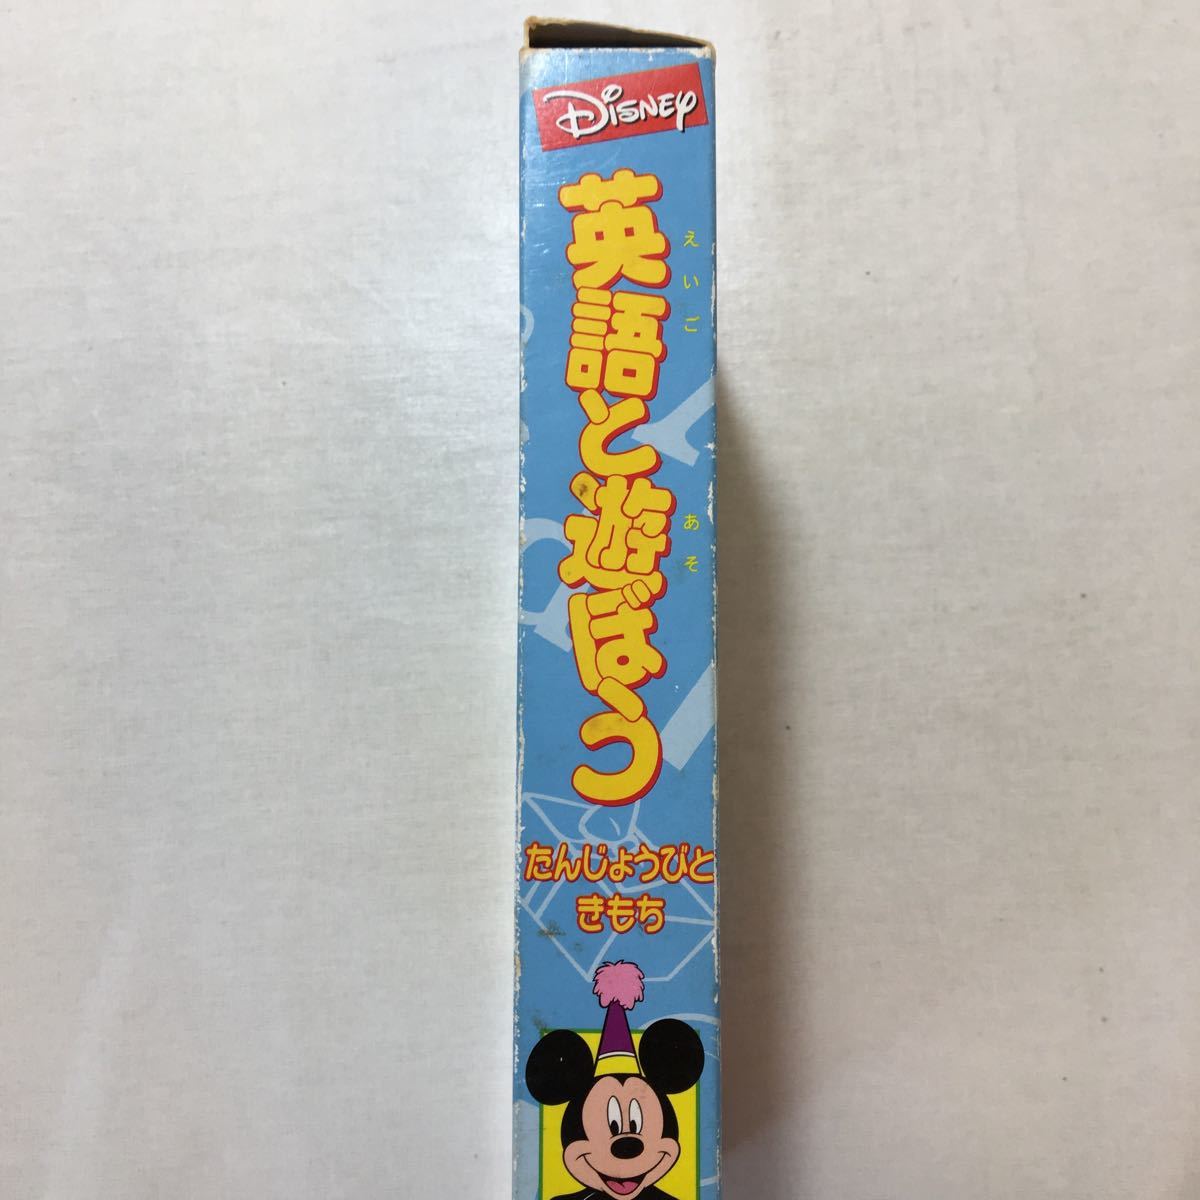 DISNEY
英語と遊ぼう
えいご
あそ
たんじょうびと
きもち